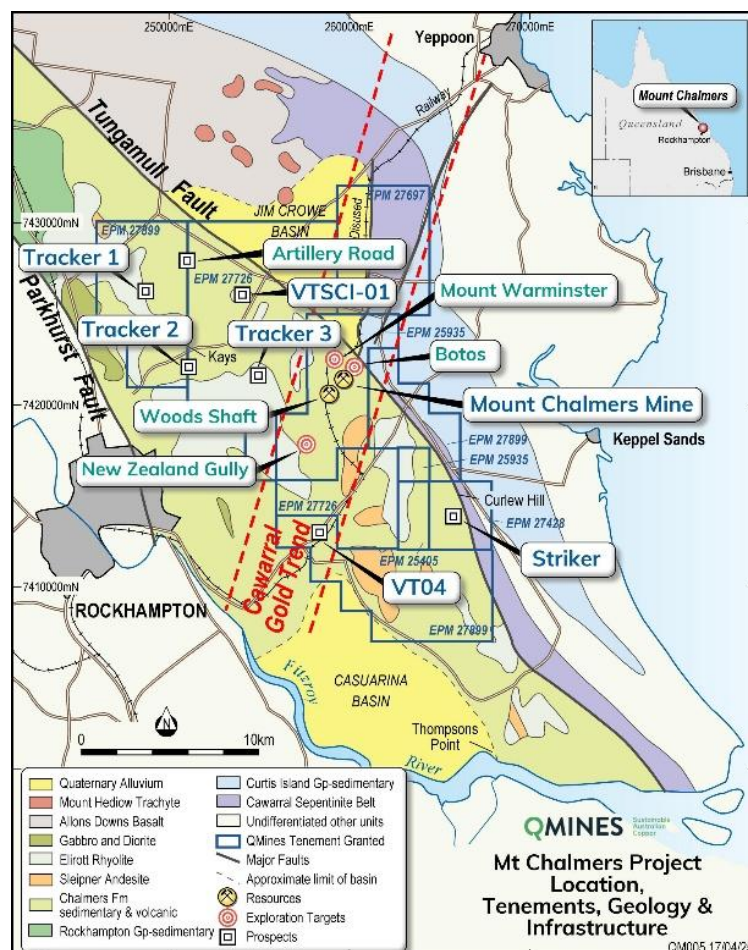 250000mE
260000mE
270000mE
Yeppoon
Railway
Mount Chalmers
Queensland
Rockhampton
Brisbane
Tungamull Fault
EPM 27697
JIM CROWE
BASIN
Disused
7430000mN
EPM 27899
Artillery Road
Tracker 1
EPM 27726
VTSCI-01
Mount Warminster
Parkhurst Fault
Tracker 2
Tracker 3
EPM 25935
Kays
Botos
7420000mN
Woods Shaft
Mount Chalmers Mine
EPM 27899
Keppel Sands
New Zealand Gully
EPM 25935
EPM 27726
Curlew Hill
EPM 27428
Striker
Cawarral
Gold Trend
EPM 25405
VT04
7410000mN
ROCKHAMPTON
EPM 27899
Fitzroy
CASUARINA
BASIN
N
0
10km
Thompsons
Point
River
Quaternary Alluvium
Mount Hediow Trachyte
Allons Downs Basalt
Gabbro and Diorite
Elirott Rhyolite
Sleipner Andesite
Chalmers Fm
sedimentary & volcanic
Rockhampton Gp-sedimentary
Curtis Island Gp-sedimentary
Cawarral Sepentinite Belt
Undifferentiated other units
QMines Tenement Granted
Major Faults
Approximate limit of basin
Resources
Exploration Targets
Prospects
QMINES
Sustainable
Australian
Copper
Mt Chalmers Project
Location,
Tenements, Geology &
Infrastructure